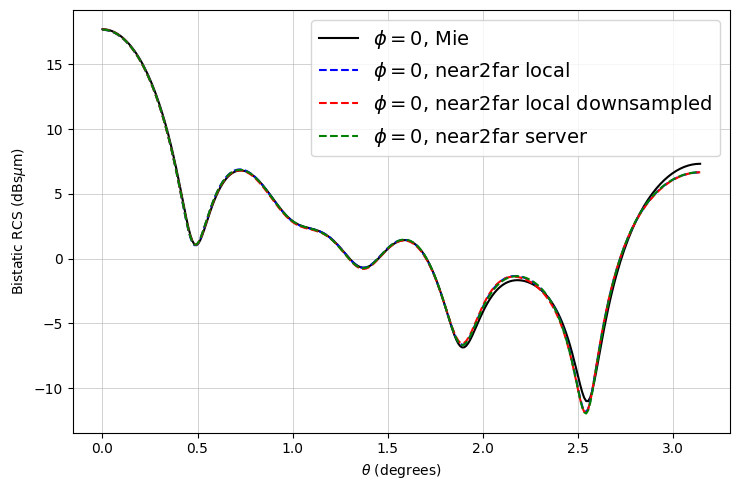 ϕ = 0, Mie
ϕ = 0, near2far local
ϕ = 0, near2far local downsampled
ϕ = 0, near2far server
Bistatic RCS (dBsμm)
15
10
5
0
−5
−10
0.0 0.5 1.0 1.5 2.0 2.5 3.0
θ (degrees)